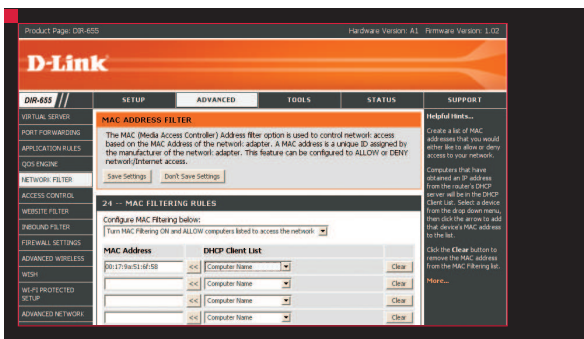 Product Page: DIR-655
Hardware Version: A1 Firmware Version: 1.02
D-Link
DIR-655
SETUP
ADVANCED
TOOLS
STATUS
SUPPORT
VIRTUAL SERVER
PORT FORWARDING
APPLICATION RULES
QOS ENGINE
NETWORK FILTER
ACCESS CONTROL
WEBSITE FILTER
INBOUND FILTER
FIREWALL SETTINGS
ADVANCED WIRELESS
WISH
WI-FI PROTECTED
SETUP
ADVANCED NETWORK
MAC ADDRESS FILTER
The MAC (Media Access Controller) Address filter option is used to control network access
based on the MAC Address of the network adapter. A MAC address is a unique ID assigned by
the manufacturer of the network adapter. This feature can be configured to ALLOW or DENY
network/Internet access.
Save Settings
Don't Save Settings
24 -- MAC FILTERING RULES
Configure MAC Filtering below:
Turn MAC Filtering ON and ALLOW computers listed to access the network
MAC Address
DHCP Client List
00:17:9a:51:6f:58
<<
Computer Name
Clear
<<
Computer Name
Clear
<<
Computer Name
Clear
<<
Computer Name
Clear
Helpful Hints...
Create a list of MAC
addresses that you would
either like to allow or deny
access to your network.
Computers that have
obtained an IP address
from the router's DHCP
server will be in the DHCP
Client List. Select a device
from the drop down menu,
then click the arrow to add
that device's MAC address
to the list.
Click the Clear button to
remove the MAC address
from the MAC Filtering list.
More...